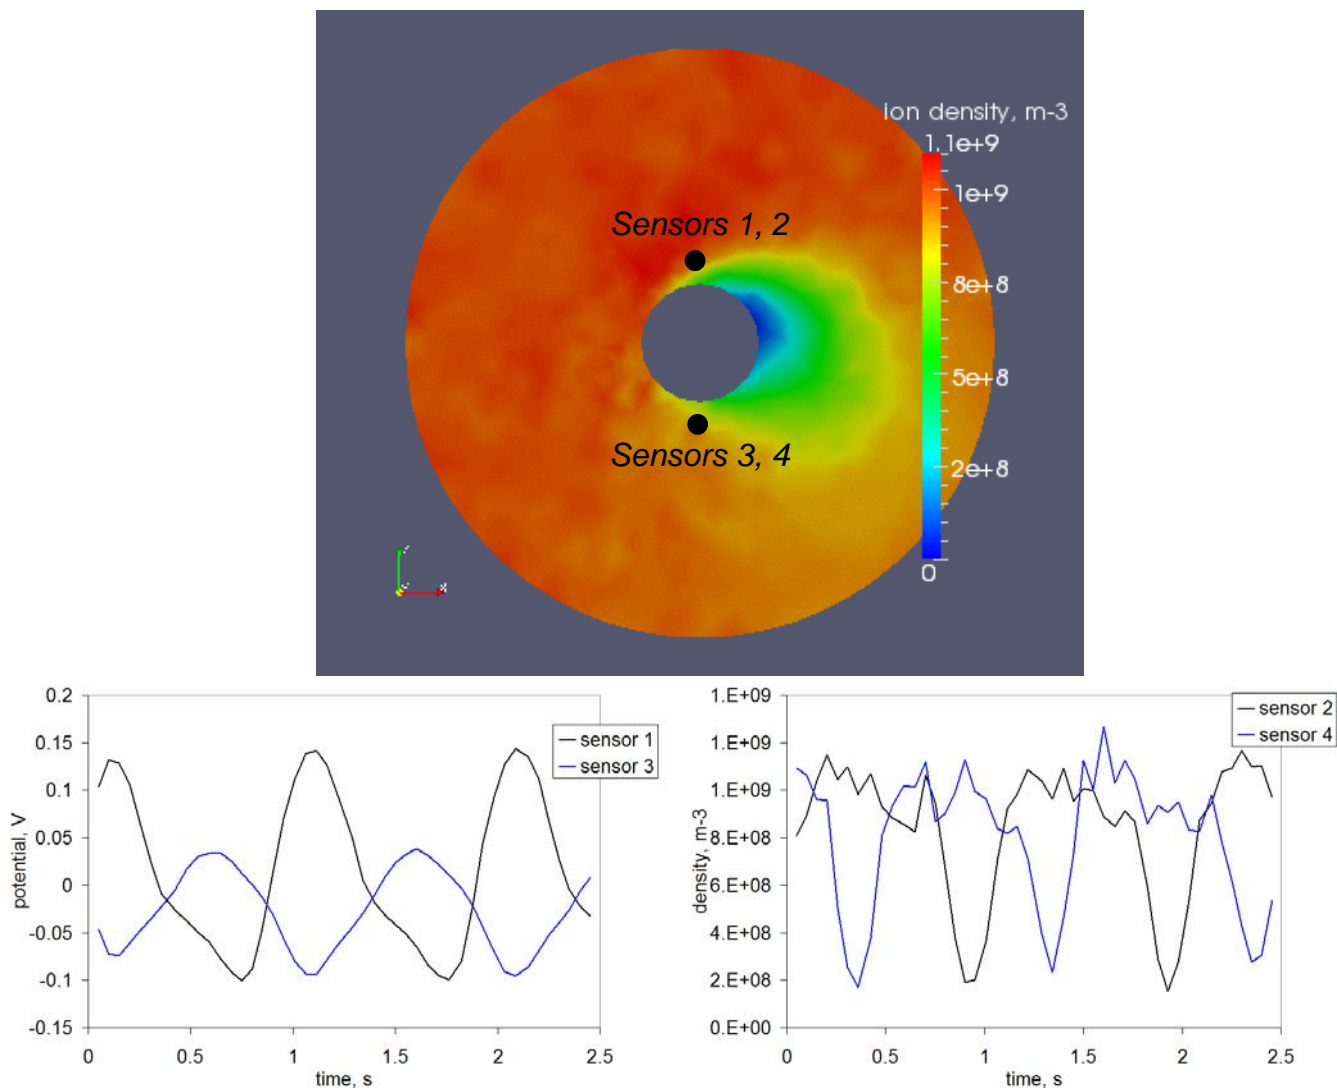 ion density, m-3
1.1e+9
1e+9
8e+8
5e+8
2e+8
0
Sensors 1, 2
Sensors 3, 4
0.2
0.15
0.1
0.05
0
-0.05
-0.1
-0.15
potential, V
0
0.5
1
1.5
2
2.5
time, s
sensor 1
sensor 3
1.E+09
1.E+09
1.E+09
8.E+08
6.E+08
4.E+08
2.E+08
0.E+00
density, m-3
0
0.5
1
1.5
2
2.5
time, s
sensor 2
sensor 4